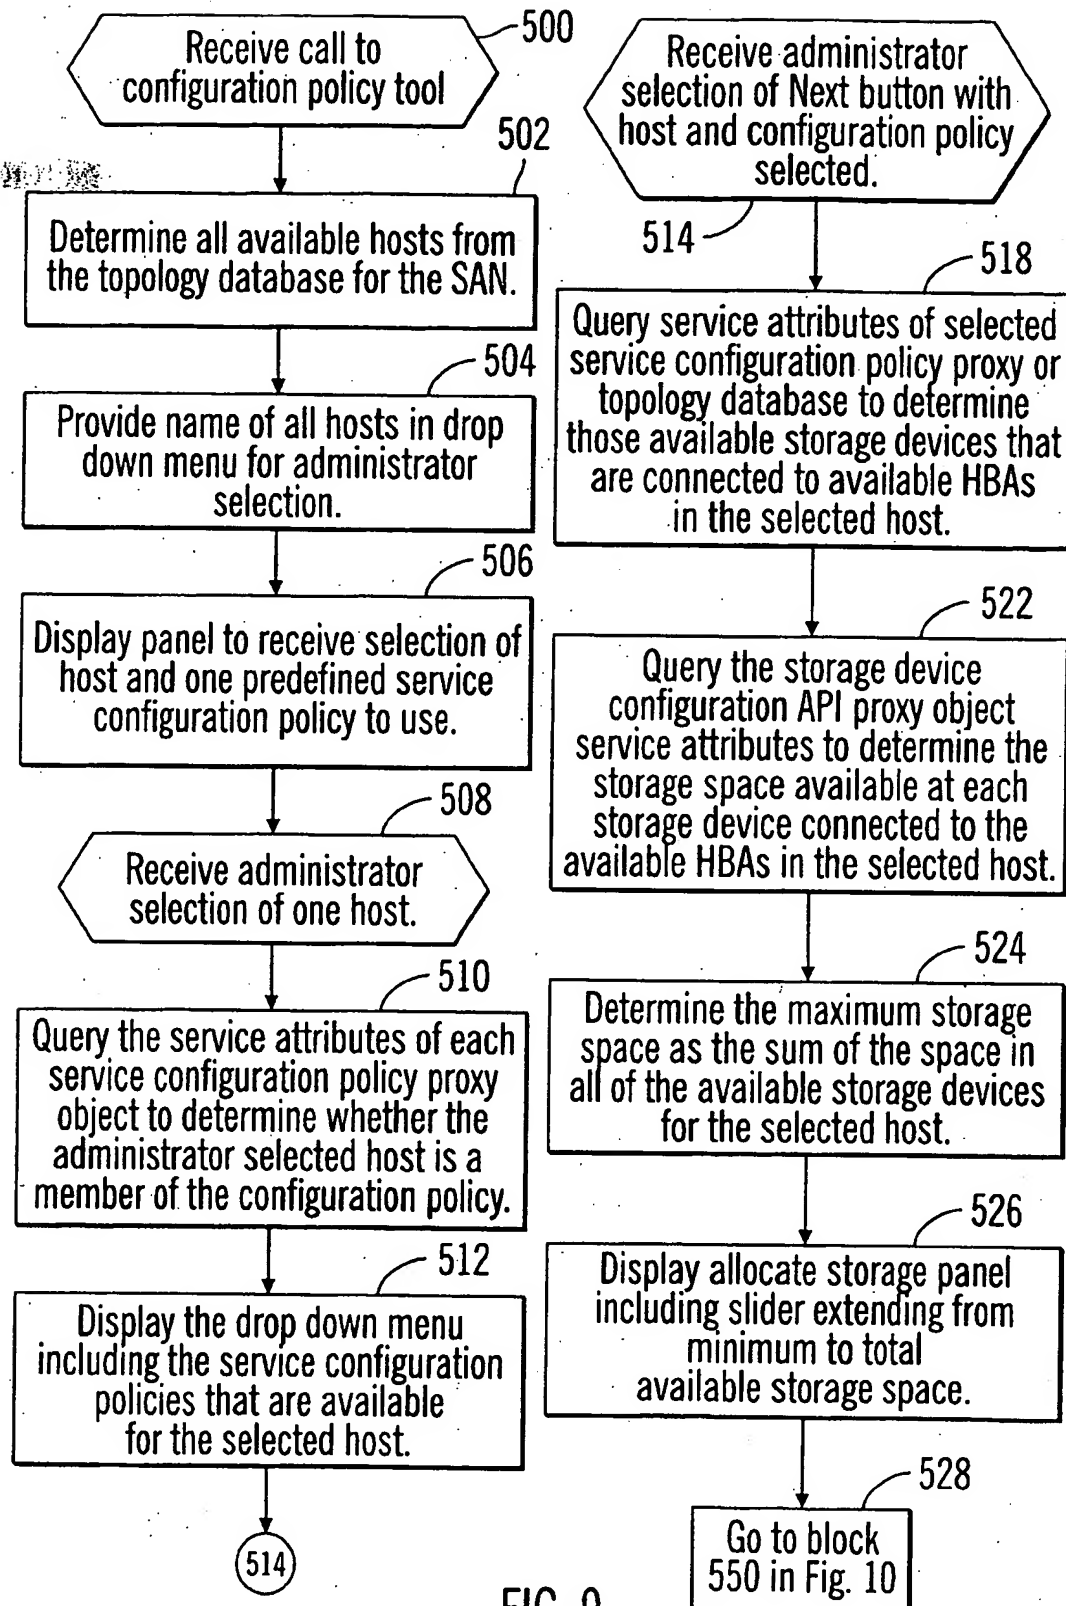 Receive call to
configuration policy tool
500
502
Determine all available hosts from
the topology database for the SAN.
504
Provide name of all hosts in drop
down menu for administrator
selection.
506
Display panel to receive selection of
host and one predefined service
configuration policy to use.
508
Receive administrator
selection of one host.
510
Query the service attributes of each
service configuration policy proxy
object to determine whether the
administrator selected host is a
member of the configuration policy.
512
Display the drop down menu
including the service configuration
policies that are available
for the selected host.
514
Receive administrator
selection of Next button with
host and configuration policy
selected.
514
518
Query service attributes of selected
service configuration policy proxy or
topology database to determine
those available storage devices that
are connected to available HBAs
in the selected host.
522
Query the storage device
configuration API proxy object
service attributes to determine the
storage space available at each
storage device connected to the
available HBAs in the selected host.
524
Determine the maximum storage
space as the sum of the space in
all of the available storage devices
for the selected host.
526
Display allocate storage panel
including slider extending from
minimum to total
available storage space.
528
Go to block
550 in Fig. 10
FIG. 9